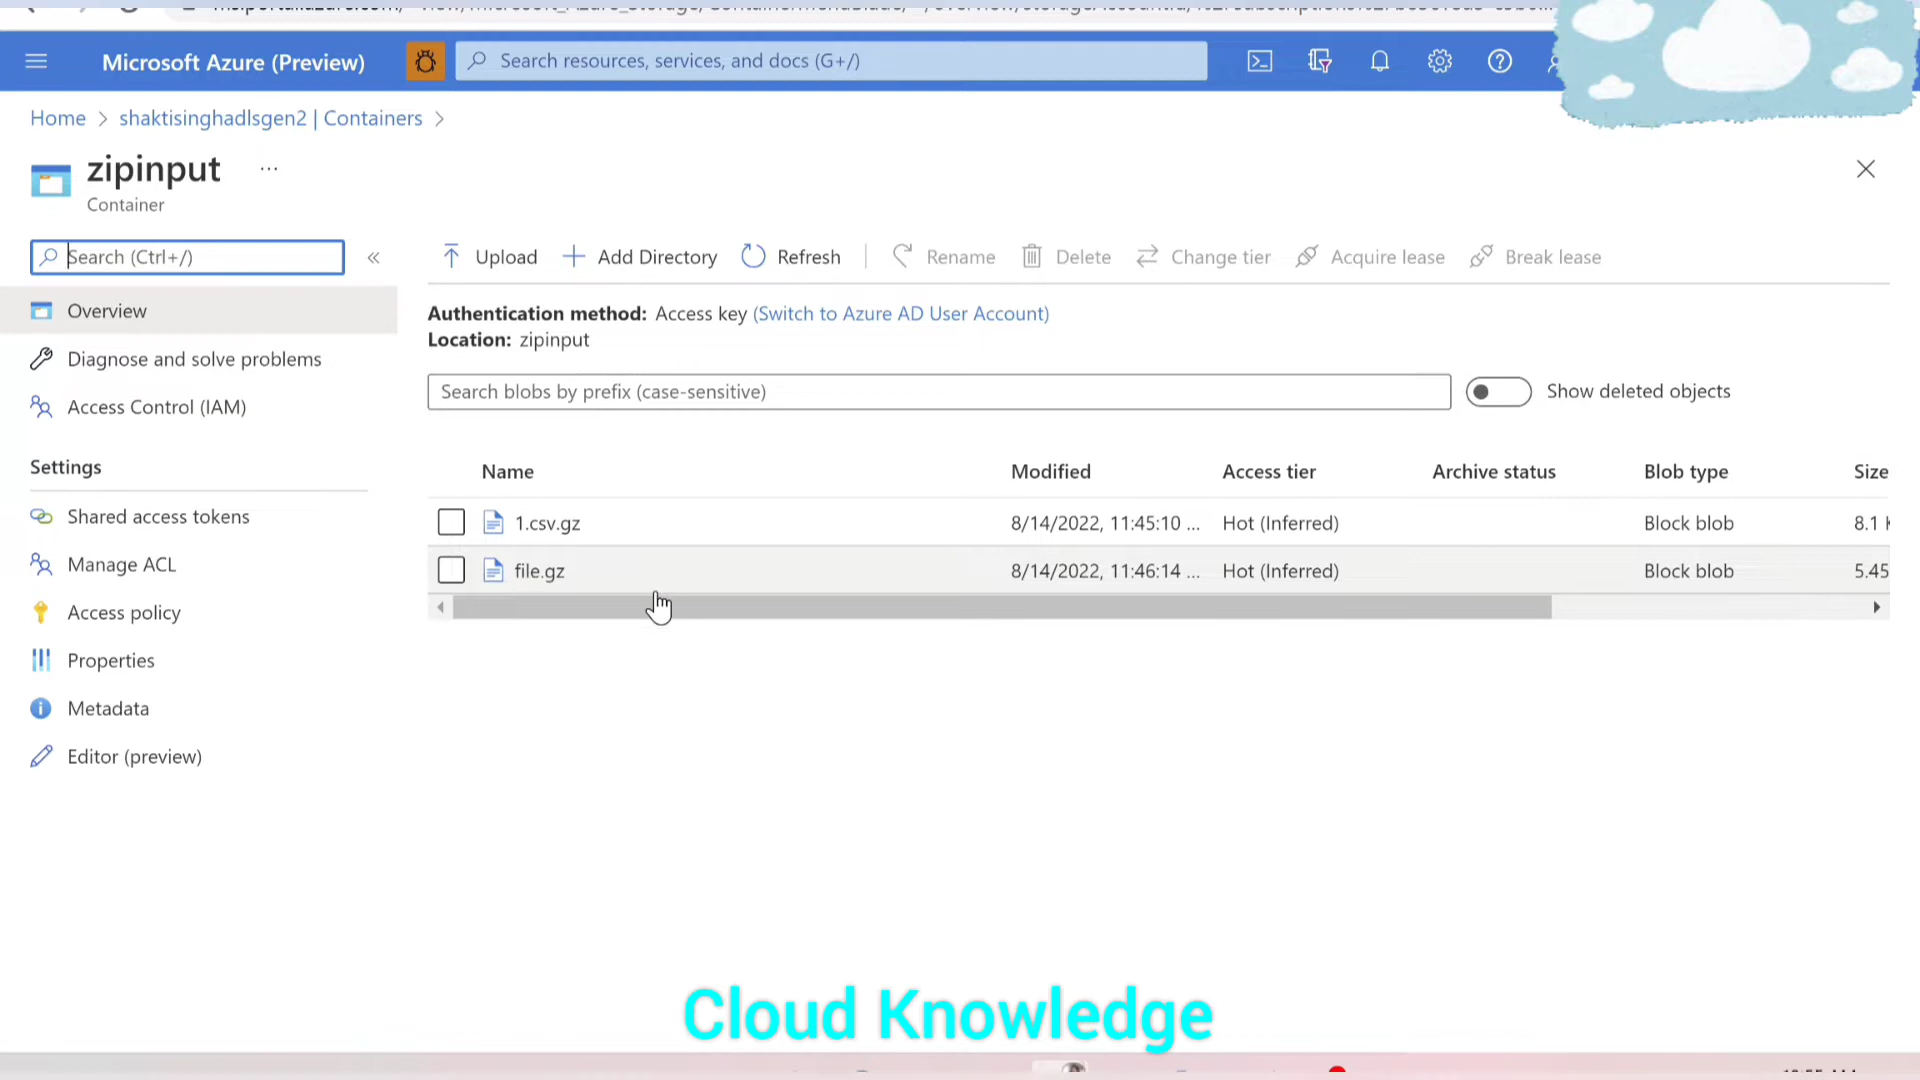 Microsoft Azure (Preview)
Search resources, services, and docs (G+/)
Home > shaktisinghadlsgen2 | Containers >
zipinput ...
Container
Search (Ctrl+/) «
Upload Add Directory Refresh Rename Delete Change tier Acquire lease Break lease
Authentication method: Access key (Switch to Azure AD User Account)
Location: zipinput
Search blobs by prefix (case-sensitive) Show deleted objects
Overview
Diagnose and solve problems
Access Control (IAM)
Settings
Shared access tokens
Manage ACL
Access policy
Properties
Metadata
Editor (preview)
Name Modified Access tier Archive status Blob type Size
1.csv.gz 8/14/2022, 11:45:10 ... Hot (Inferred) Block blob 8.1
file.gz 8/14/2022, 11:46:14 ... Hot (Inferred) Block blob 5.45
Cloud Knowledge